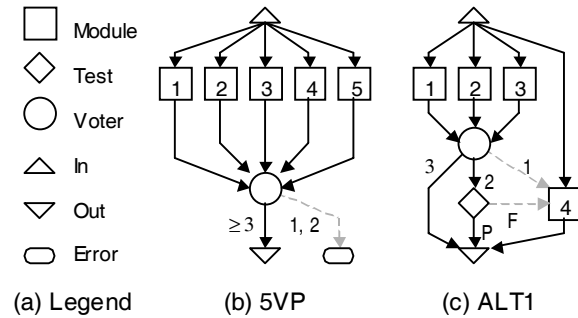 Module
Test
Voter
In
Out
Error
(a) Legend
1 2 3 4 5
≥3 1, 2
(b) 5VP
1 2 3
3 1
2
4
F
P
(c) ALT1